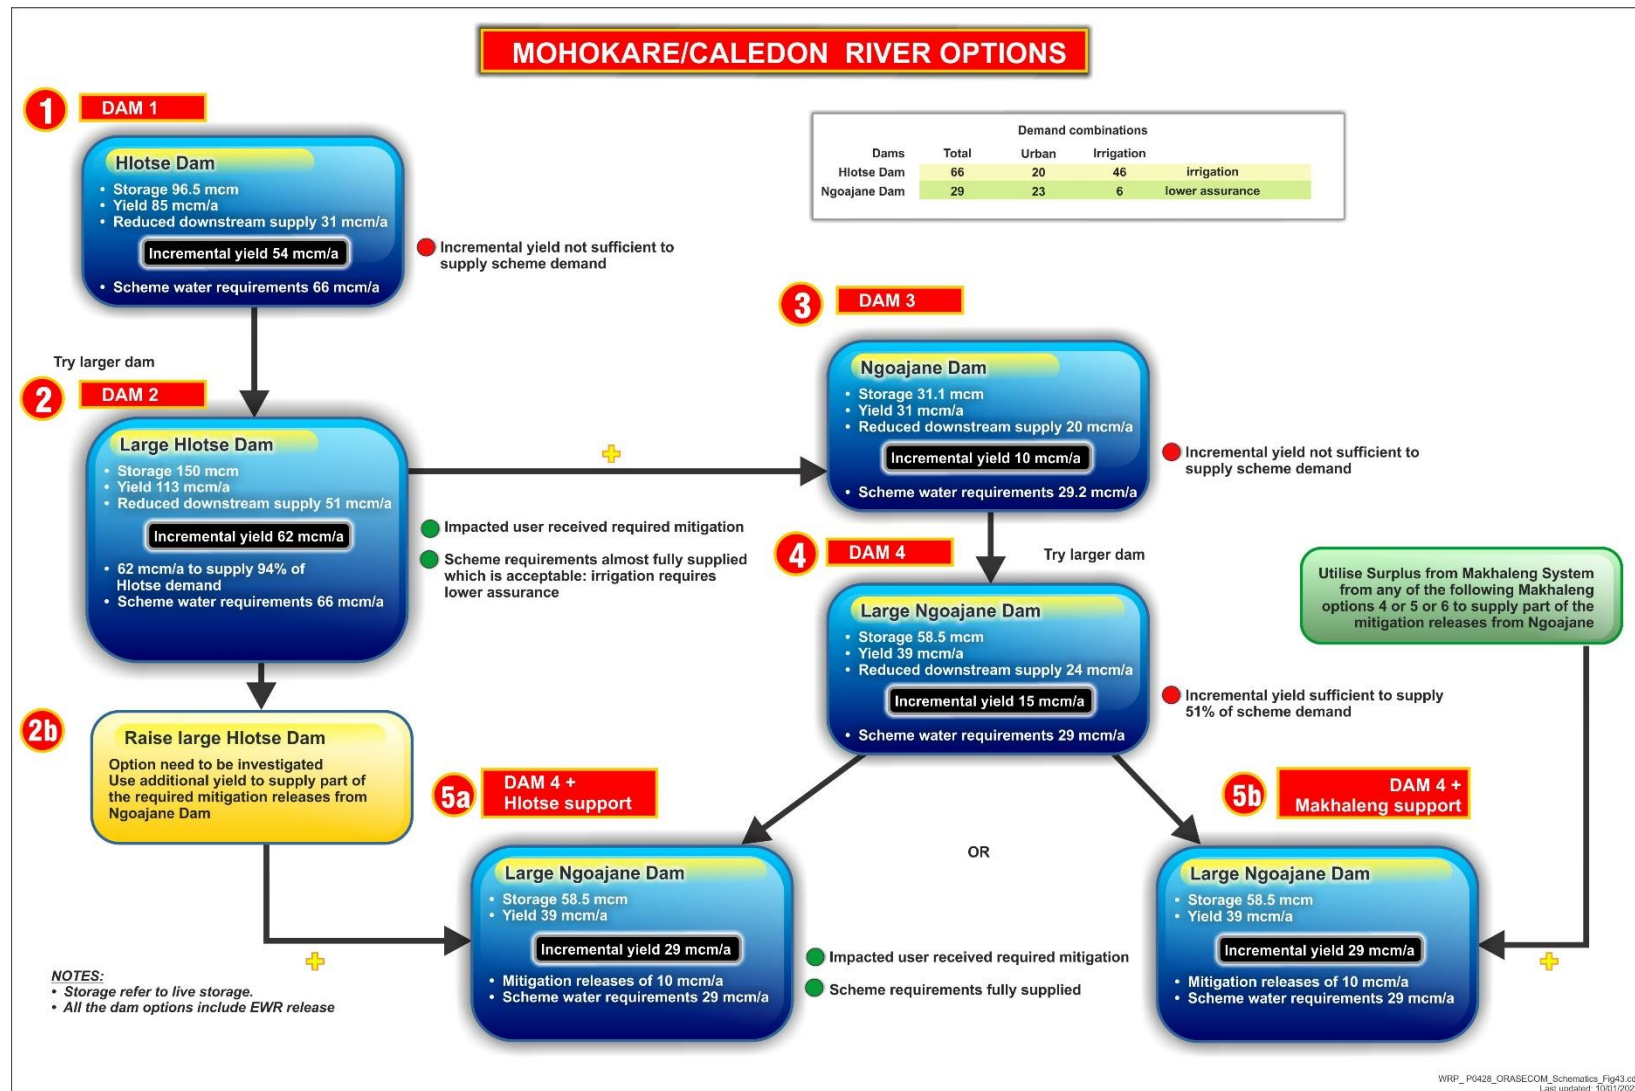 MOHOKARE/CALEDON RIVER OPTIONS
1
DAM 1
Hlotse Dam
• Storage 96.5 mcm
• Yield 85 mcm/a
• Reduced downstream supply 31 mcm/a
Incremental yield 54 mcm/a
• Scheme water requirements 66 mcm/a
Incremental yield not sufficient to
supply scheme demand
Demand combinations
Dams Total Urban Irrigation
Hlotse Dam 66 20 46 irrigation
Ngoajane Dam 29 23 6 lower assurance
Try larger dam
2
DAM 2
Large Hlotse Dam
• Storage 150 mcm
• Yield 113 mcm/a
• Reduced downstream supply 51 mcm/a
Incremental yield 62 mcm/a
• 62 mcm/a to supply 94% of
Hlotse demand
• Scheme water requirements 66 mcm/a
Impacted user received required mitigation
Scheme requirements almost fully supplied
which is acceptable: irrigation requires
lower assurance
3
DAM 3
Ngoajane Dam
• Storage 31.1 mcm
• Yield 31 mcm/a
• Reduced downstream supply 20 mcm/a
Incremental yield 10 mcm/a
• Scheme water requirements 29.2 mcm/a
Incremental yield not sufficient to
supply scheme demand
Try larger dam
4
DAM 4
Large Ngoajane Dam
• Storage 58.5 mcm
• Yield 39 mcm/a
• Reduced downstream supply 24 mcm/a
Incremental yield 15 mcm/a
• Scheme water requirements 29 mcm/a
Incremental yield sufficient to supply
51% of scheme demand
Utilise Surplus from Makhaleng System
from any of the following Makhaleng
options 4 or 5 or 6 to supply part of the
mitigation releases from Ngoajane
2b
Raise large Hlotse Dam
Option need to be investigated
Use additional yield to supply part of
the required mitigation releases from
Ngoajane Dam
5a
DAM 4 +
Hlotse support
Large Ngoajane Dam
• Storage 58.5 mcm
• Yield 39 mcm/a
Incremental yield 29 mcm/a
• Mitigation releases of 10 mcm/a
• Scheme water requirements 29 mcm/a
OR
Impacted user received required mitigation
Scheme requirements fully supplied
5b
DAM 4 +
Makhaleng support
Large Ngoajane Dam
• Storage 58.5 mcm
• Yield 39 mcm/a
Incremental yield 29 mcm/a
• Mitigation releases of 10 mcm/a
• Scheme water requirements 29 mcm/a
NOTES:
• Storage refer to live storage.
• All the dam options include EWR release
WRP_ P0428_ORASECOM_Schematics_Fig43.cd
Last updated: 10/01/202